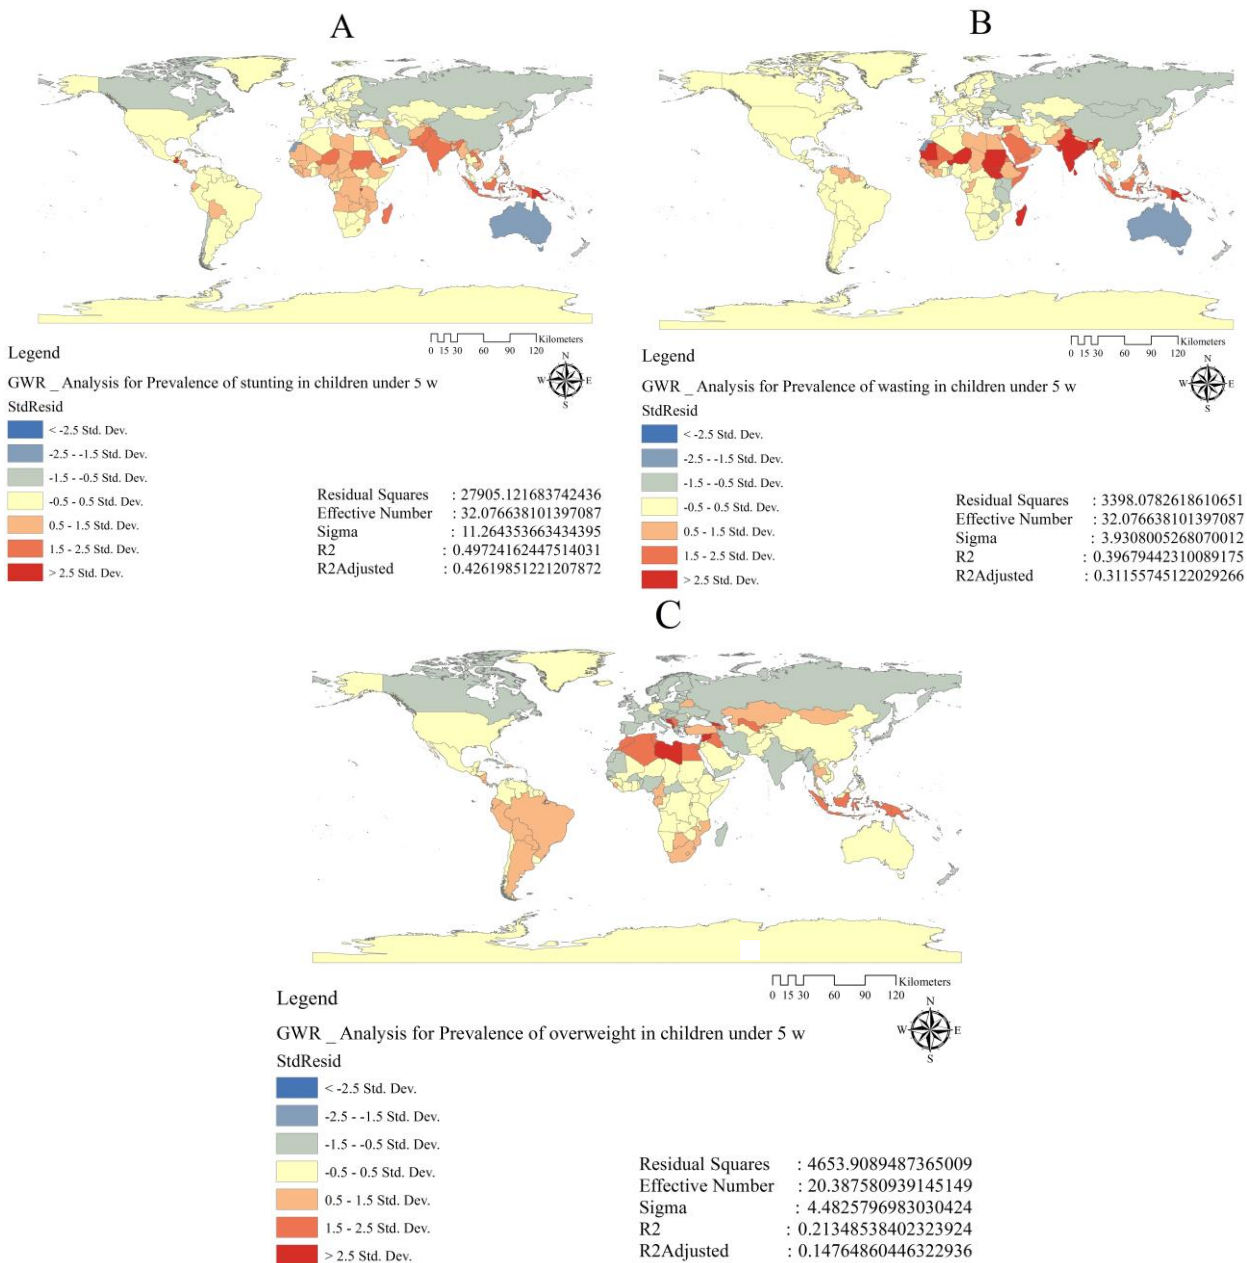 A
Kilometers
0 15 30 60 90 120
N
W E
S
Legend
GWR _ Analysis for Prevalence of stunting in children under 5 w
StdResid
< -2.5 Std. Dev.
-2.5 - -1.5 Std. Dev.
-1.5 - -0.5 Std. Dev.
-0.5 - 0.5 Std. Dev.
0.5 - 1.5 Std. Dev.
1.5 - 2.5 Std. Dev.
> 2.5 Std. Dev.
Residual Squares : 27905.121683742436
Effective Number : 32.076638101397087
Sigma : 11.264353663434395
R2 : 0.49724162447514031
R2Adjusted : 0.42619851221207872
B
Kilometers
0 15 30 60 90 120
N
W E
S
Legend
GWR _ Analysis for Prevalence of wasting in children under 5 w
StdResid
< -2.5 Std. Dev.
-2.5 - -1.5 Std. Dev.
-1.5 - -0.5 Std. Dev.
-0.5 - 0.5 Std. Dev.
0.5 - 1.5 Std. Dev.
1.5 - 2.5 Std. Dev.
> 2.5 Std. Dev.
Residual Squares : 3398.0782618610651
Effective Number : 32.076638101397087
Sigma : 3.9308005268070012
R2 : 0.39679442310089175
R2Adjusted : 0.31155745122029266
C
Kilometers
0 15 30 60 90 120
N
W E
S
Legend
GWR _ Analysis for Prevalence of overweight in children under 5 w
StdResid
< -2.5 Std. Dev.
-2.5 - -1.5 Std. Dev.
-1.5 - -0.5 Std. Dev.
-0.5 - 0.5 Std. Dev.
0.5 - 1.5 Std. Dev.
1.5 - 2.5 Std. Dev.
> 2.5 Std. Dev.
Residual Squares : 4653.9089487365009
Effective Number : 20.387580939145149
Sigma : 4.4825796983030424
R2 : 0.21348538402323924
R2Adjusted : 0.14764860446322936